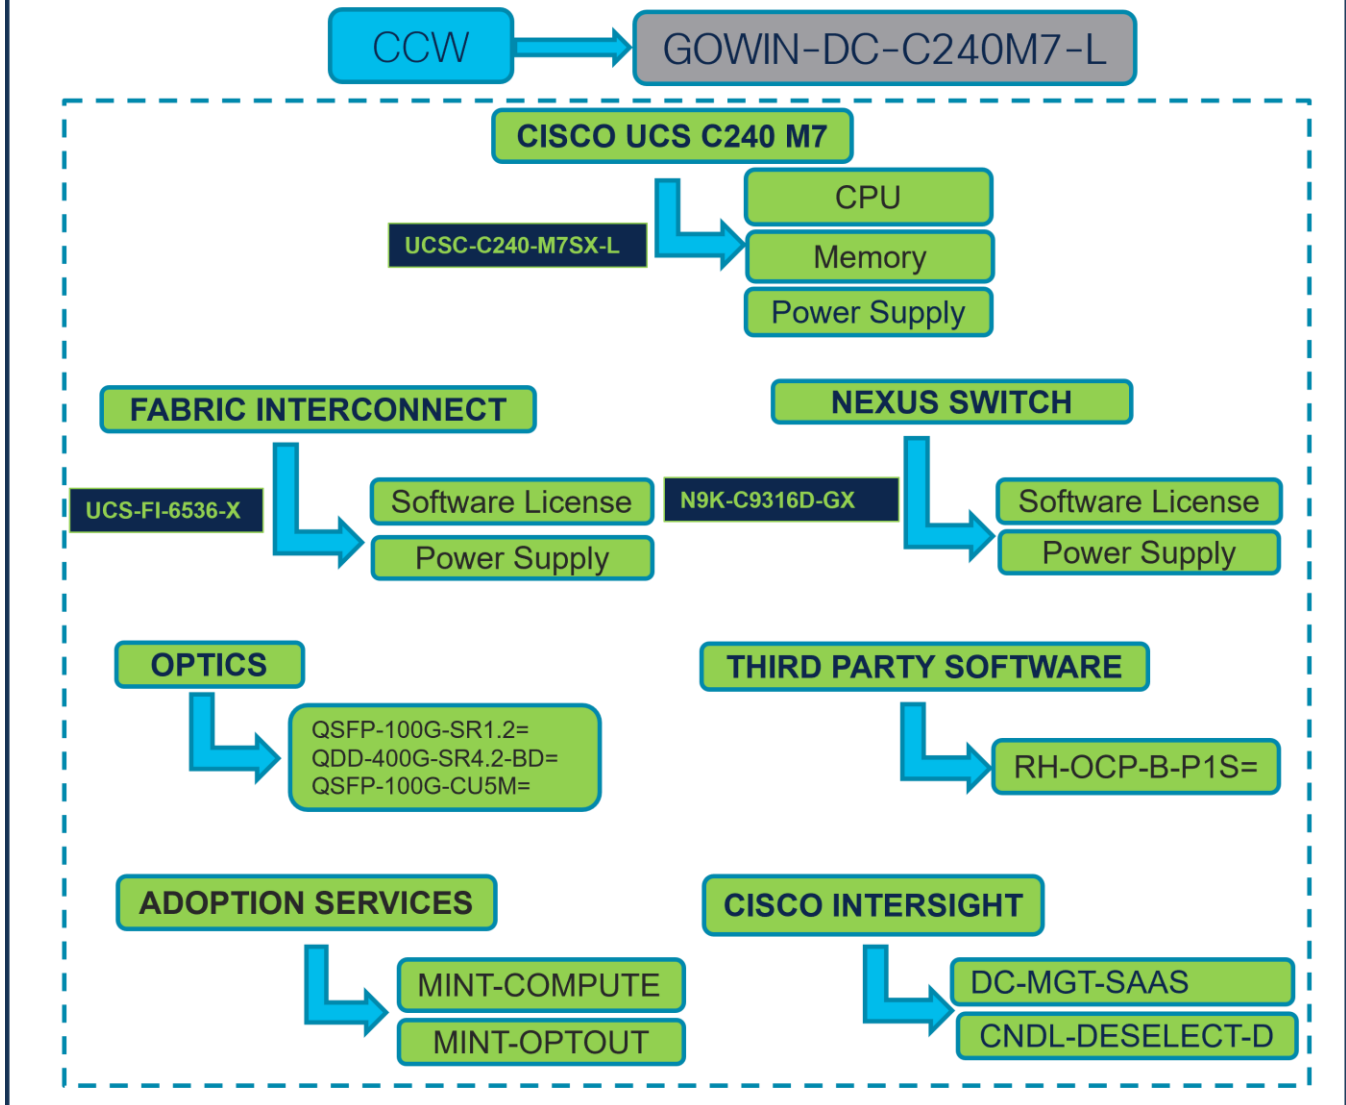 CCW
GOWIN-DC-C240M7-L
CISCO UCS C240 M7
UCSC-C240-M7SX-L
CPU
Memory
Power Supply
FABRIC INTERCONNECT
UCS-FI-6536-X
Software License
Power Supply
NEXUS SWITCH
N9K-C9316D-GX
Software License
Power Supply
OPTICS
QSFP-100G-SR1.2=
QDD-400G-SR4.2-BD=
QSFP-100G-CU5M=
THIRD PARTY SOFTWARE
RH-OCP-B-P1S=
ADOPTION SERVICES
MINT-COMPUTE
MINT-OPTOUT
CISCO INTERSIGHT
DC-MGT-SAAS
CNDL-DESELECT-D